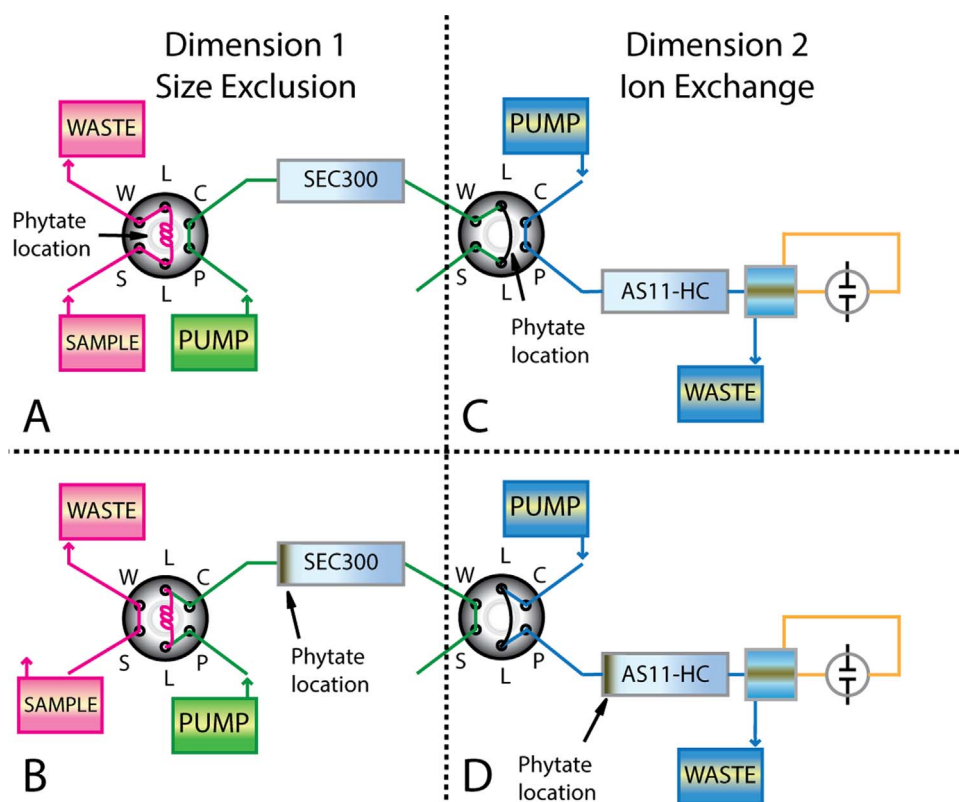 Dimension 1
Size Exclusion
Dimension 2
Ion Exchange
WASTE
L
W
C
S
P
L
Phytate
location
SAMPLE
PUMP
SEC300
A
PUMP
L
W
C
S
P
L
Phytate
location
AS11-HC
WASTE
C
WASTE
L
W
C
S
P
L
SAMPLE
PUMP
SEC300
Phytate
location
B
PUMP
L
W
C
S
P
L
AS11-HC
Phytate
location
WASTE
D